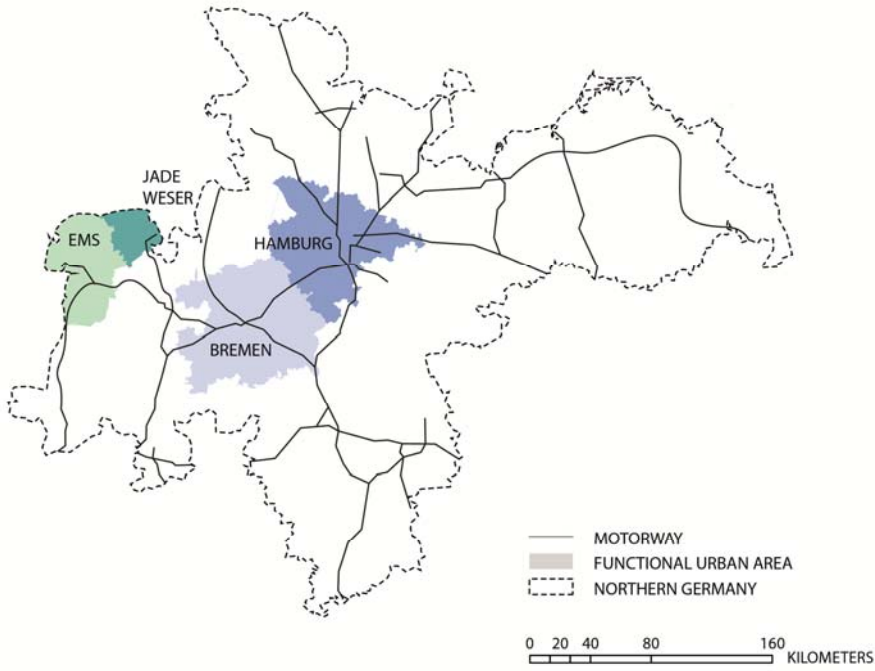 JADE
WESER
EMS
HAMBURG
BREMEN
MOTORWAY
FUNCTIONAL URBAN AREA
NORTHERN GERMANY
0 20 40 80 160
KILOMETERS